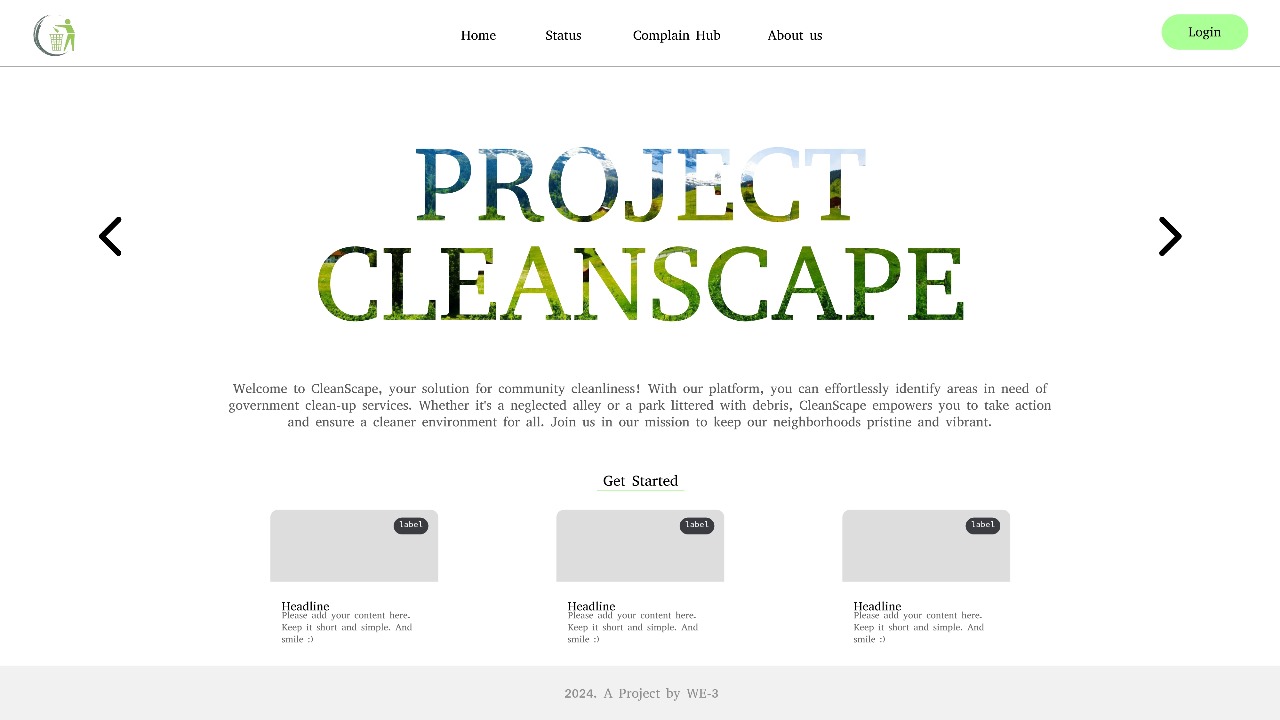 Home Status Complain Hub About us Login
PROJECT
CLEANSCAPE
Welcome to CleanScape, your solution for community cleanliness! With our platform, you can effortlessly identify areas in need of
government clean-up services. Whether it's a neglected alley or a park littered with debris, CleanScape empowers you to take action
and ensure a cleaner environment for all. Join us in our mission to keep our neighborhoods pristine and vibrant.
Get Started
label
Headline
Please add your content here.
Keep it short and simple. And
smile :)
label
Headline
Please add your content here.
Keep it short and simple. And
smile :)
label
Headline
Please add your content here.
Keep it short and simple. And
smile :)
2024. A Project by WE-3